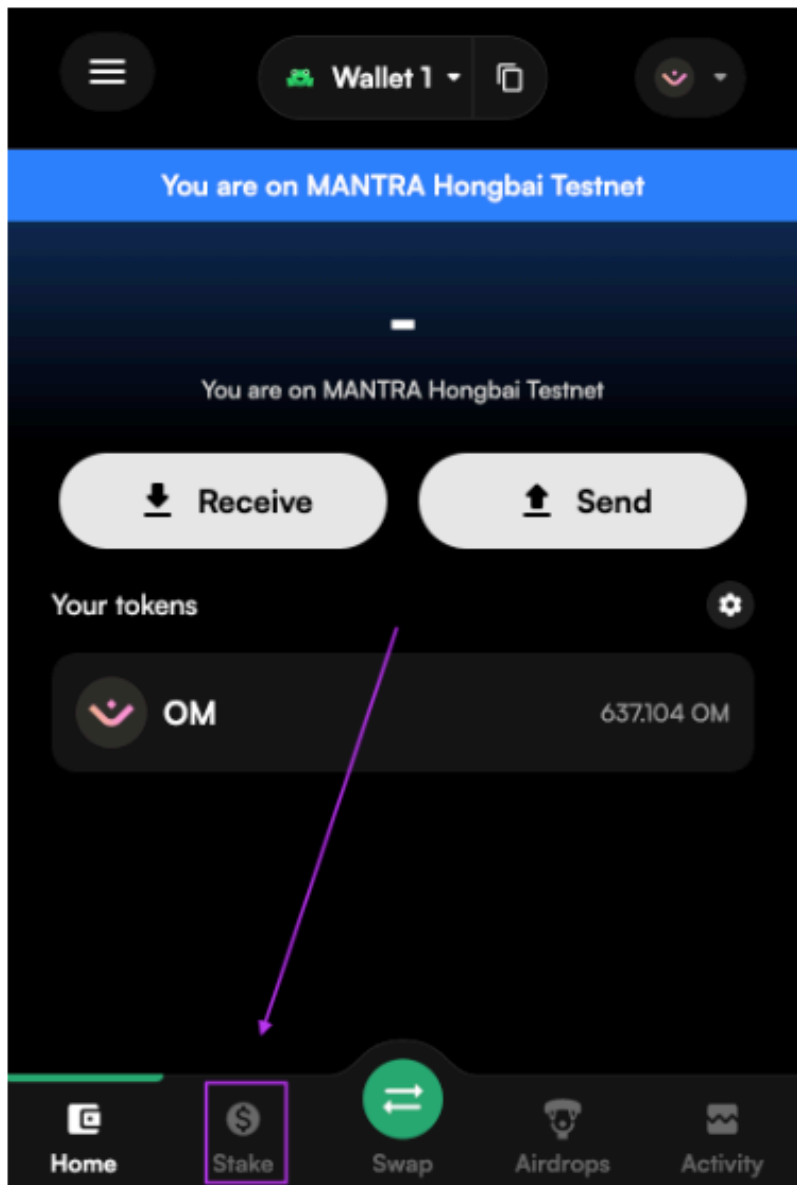 Wallet 1
You are on MANTRA Hongbai Testnet
-
You are on MANTRA Hongbai Testnet
Receive
Send
Your tokens
OM
637.104 OM
Home
Stake
Swap
Airdrops
Activity